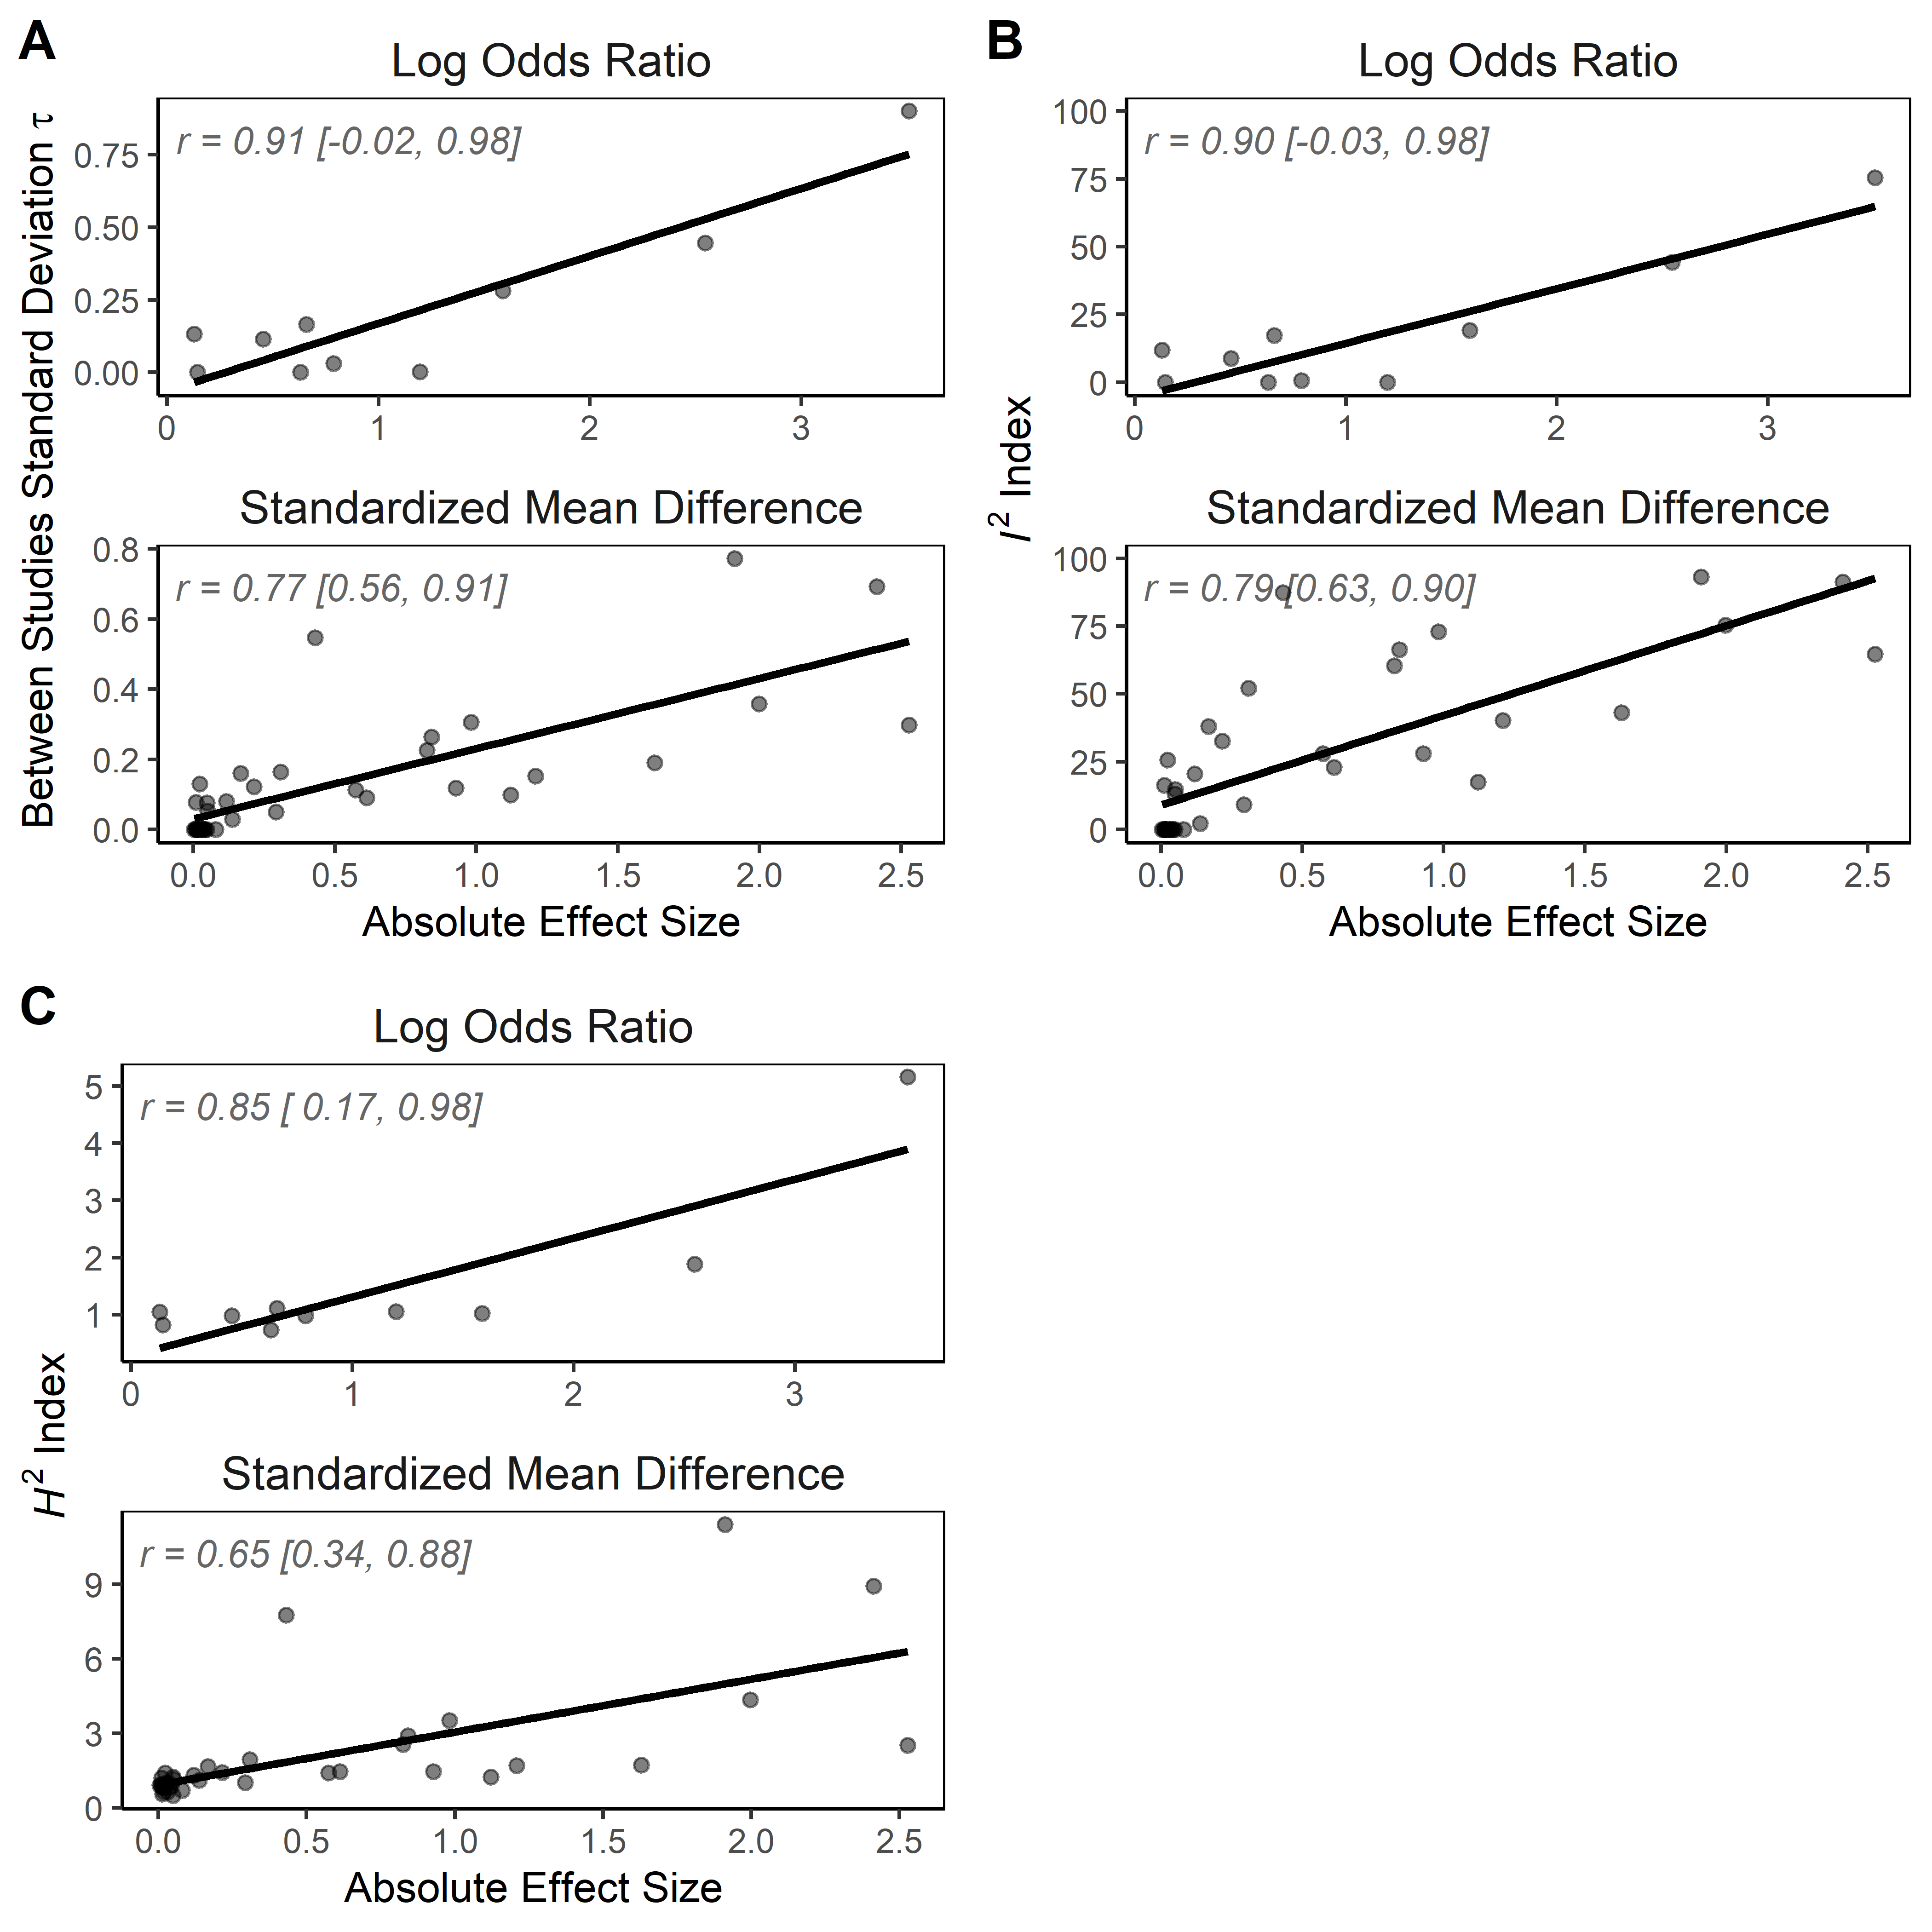 A
Log Odds Ratio
r = 0.91 [-0.02, 0.98]
0.75
0.50
0.25
0.00
0 1 2 3
Between Studies Standard Deviation τ
Standardized Mean Difference
r = 0.77 [0.56, 0.91]
0.8
0.6
0.4
0.2
0.0
0.0 0.5 1.0 1.5 2.0 2.5
Absolute Effect Size
B
Log Odds Ratio
r = 0.90 [-0.03, 0.98]
100
75
50
25
0
0 1 2 3
I² Index
Standardized Mean Difference
r = 0.79 [0.63, 0.90]
100
75
50
25
0
0.0 0.5 1.0 1.5 2.0 2.5
Absolute Effect Size
C
Log Odds Ratio
r = 0.85 [ 0.17, 0.98]
5
4
3
2
1
0 1 2 3
H² Index
Standardized Mean Difference
r = 0.65 [0.34, 0.88]
9
6
3
0
0.0 0.5 1.0 1.5 2.0 2.5
Absolute Effect Size